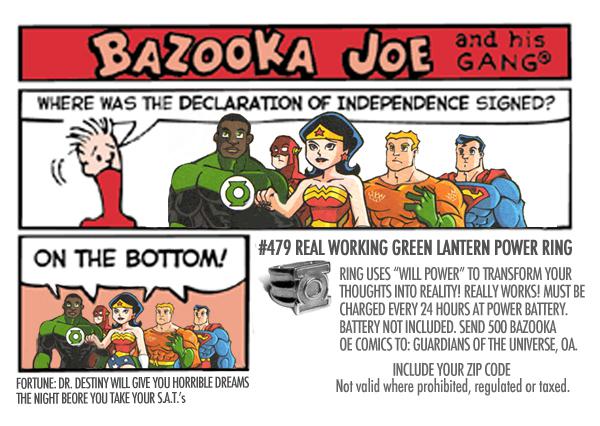 BAZOOKA JOE and his GANG®
WHERE WAS THE DECLARATION OF INDEPENDENCE SIGNED?
ON THE BOTTOM!
FORTUNE: DR. DESTINY WILL GIVE YOU HORRIBLE DREAMS
THE NIGHT BEORE YOU TAKE YOUR S.A.T.'s
#479 REAL WORKING GREEN LANTERN POWER RING
RING USES “WILL POWER” TO TRANSFORM YOUR
THOUGHTS INTO REALITY! REALLY WORKS! MUST BE
CHARGED EVERY 24 HOURS AT POWER BATTERY.
BATTERY NOT INCLUDED. SEND 500 BAZOOKA
OE COMICS TO: GUARDIANS OF THE UNIVERSE, OA.
INCLUDE YOUR ZIP CODE
Not valid where prohibited, regulated or taxed.